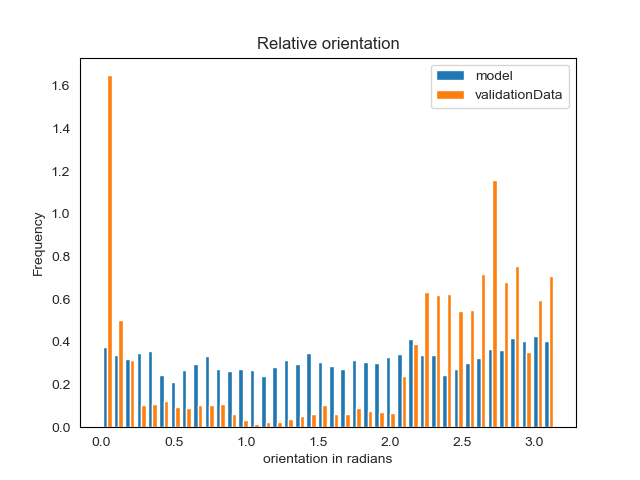 Relative orientation
model
validationData
Frequency
1.6
1.4
1.2
1.0
0.8
0.6
0.4
0.2
0.0
0.0 0.5 1.0 1.5 2.0 2.5 3.0
orientation in radians